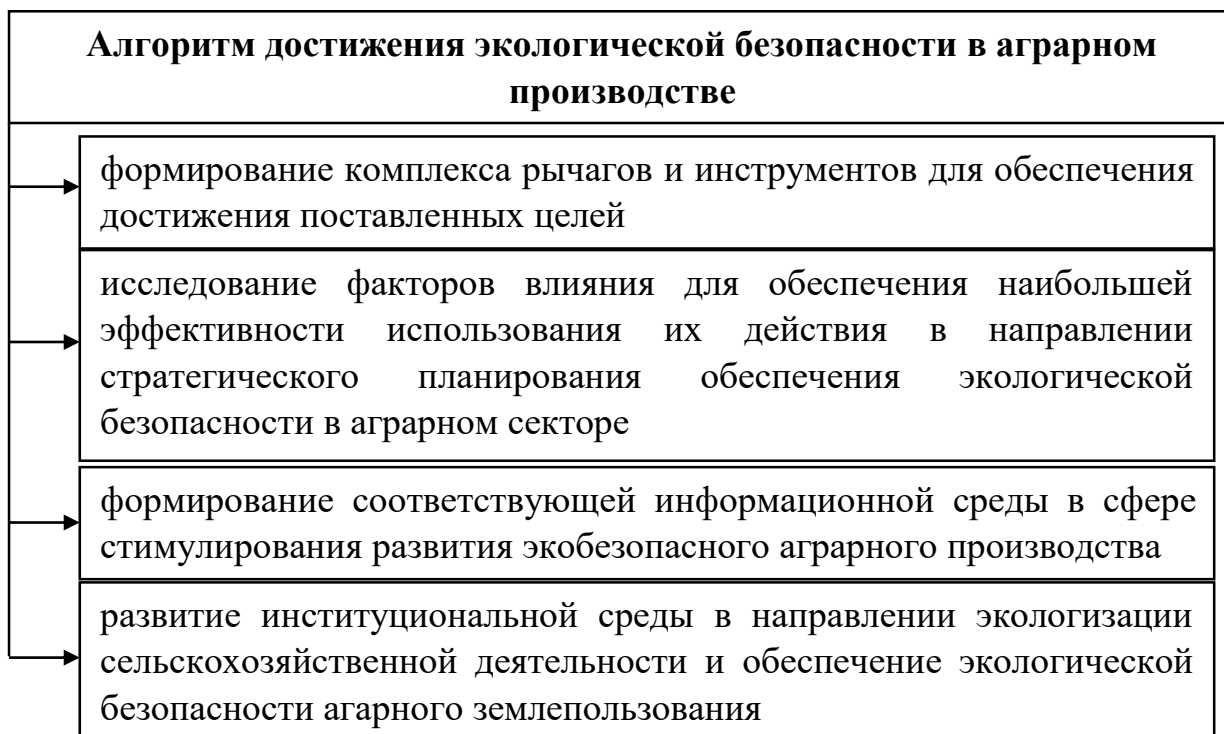 Алгоритм достижения экологической безопасности в аграрном
производстве
формирование комплекса рычагов и инструментов для обеспечения
достижения поставленных целей
исследование факторов влияния для обеспечения наибольшей
эффективности использования их действия в направлении
стратегического планирования обеспечения экологической
безопасности в аграрном секторе
формирование соответствующей информационной среды в сфере
стимулирования развития экобезопасного аграрного производства
развитие институциональной среды в направлении экологизации
сельскохозяйственной деятельности и обеспечение экологической
безопасности агарного землепользования